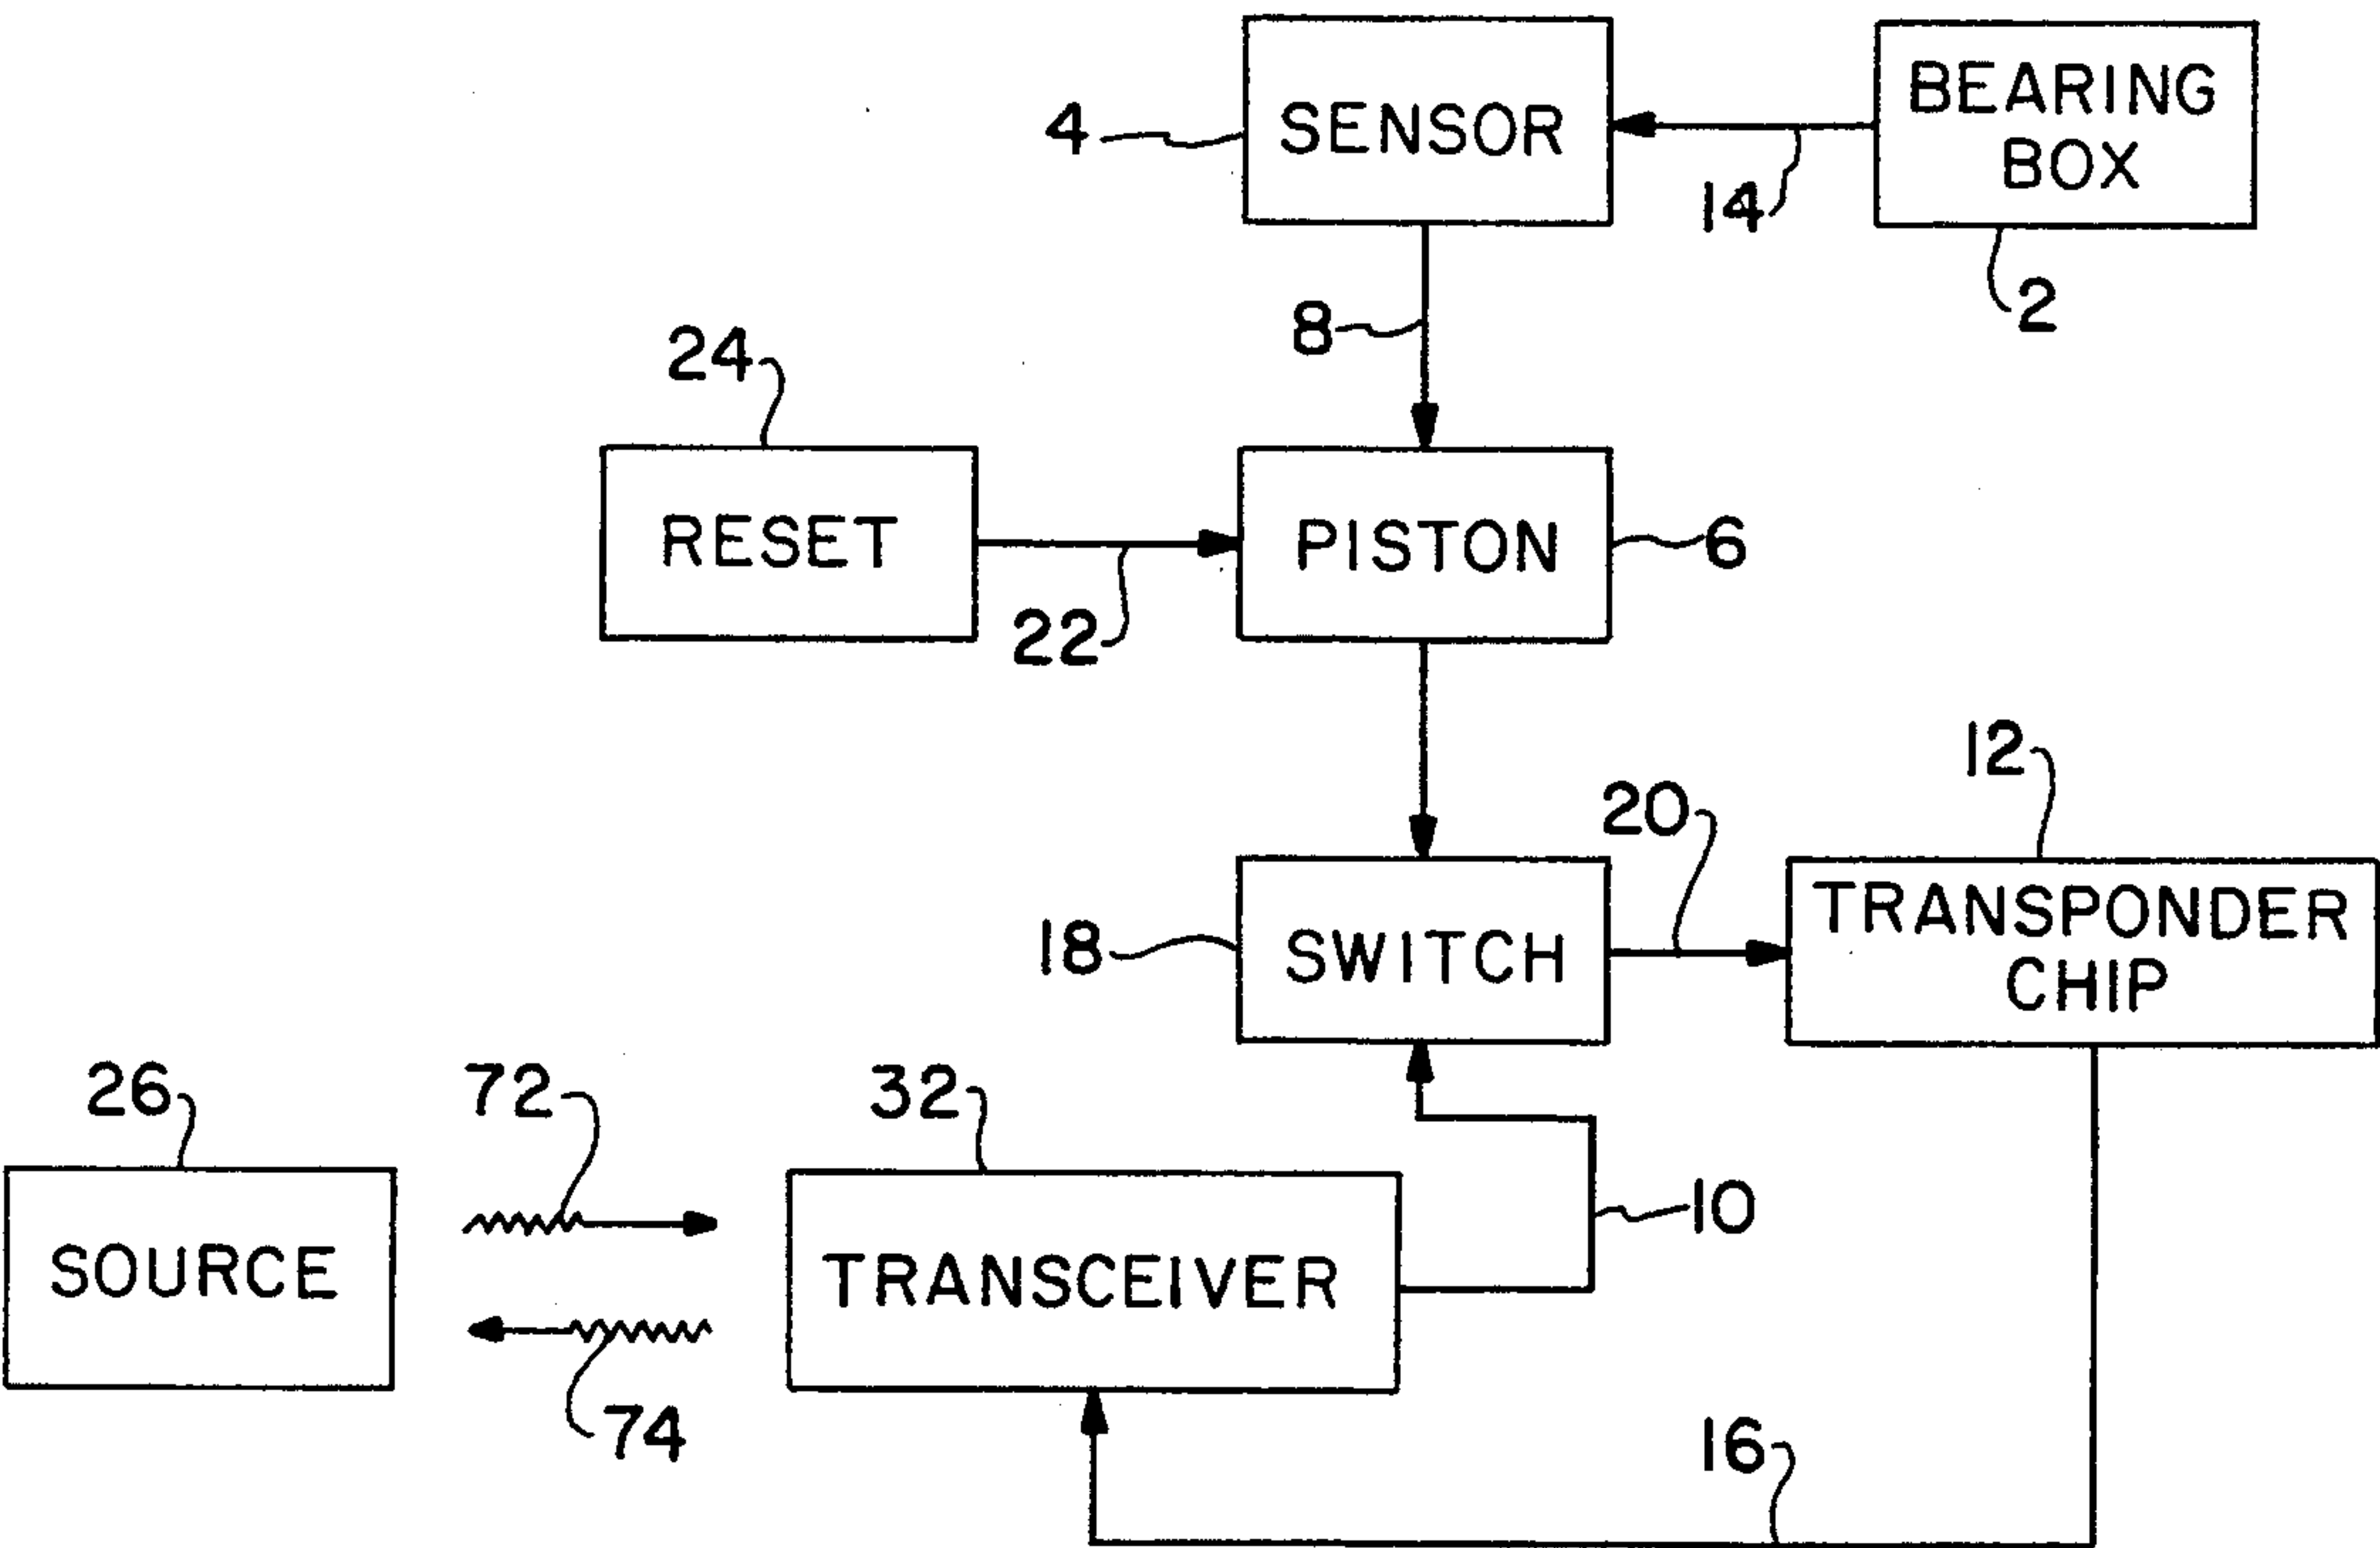 SENSOR
BEARING
BOX
4
14
2
8
24
RESET
PISTON
6
22
12
20
18
SWITCH
TRANSPONDER
CHIP
26
72
32
10
SOURCE
TRANSCEIVER
74
16